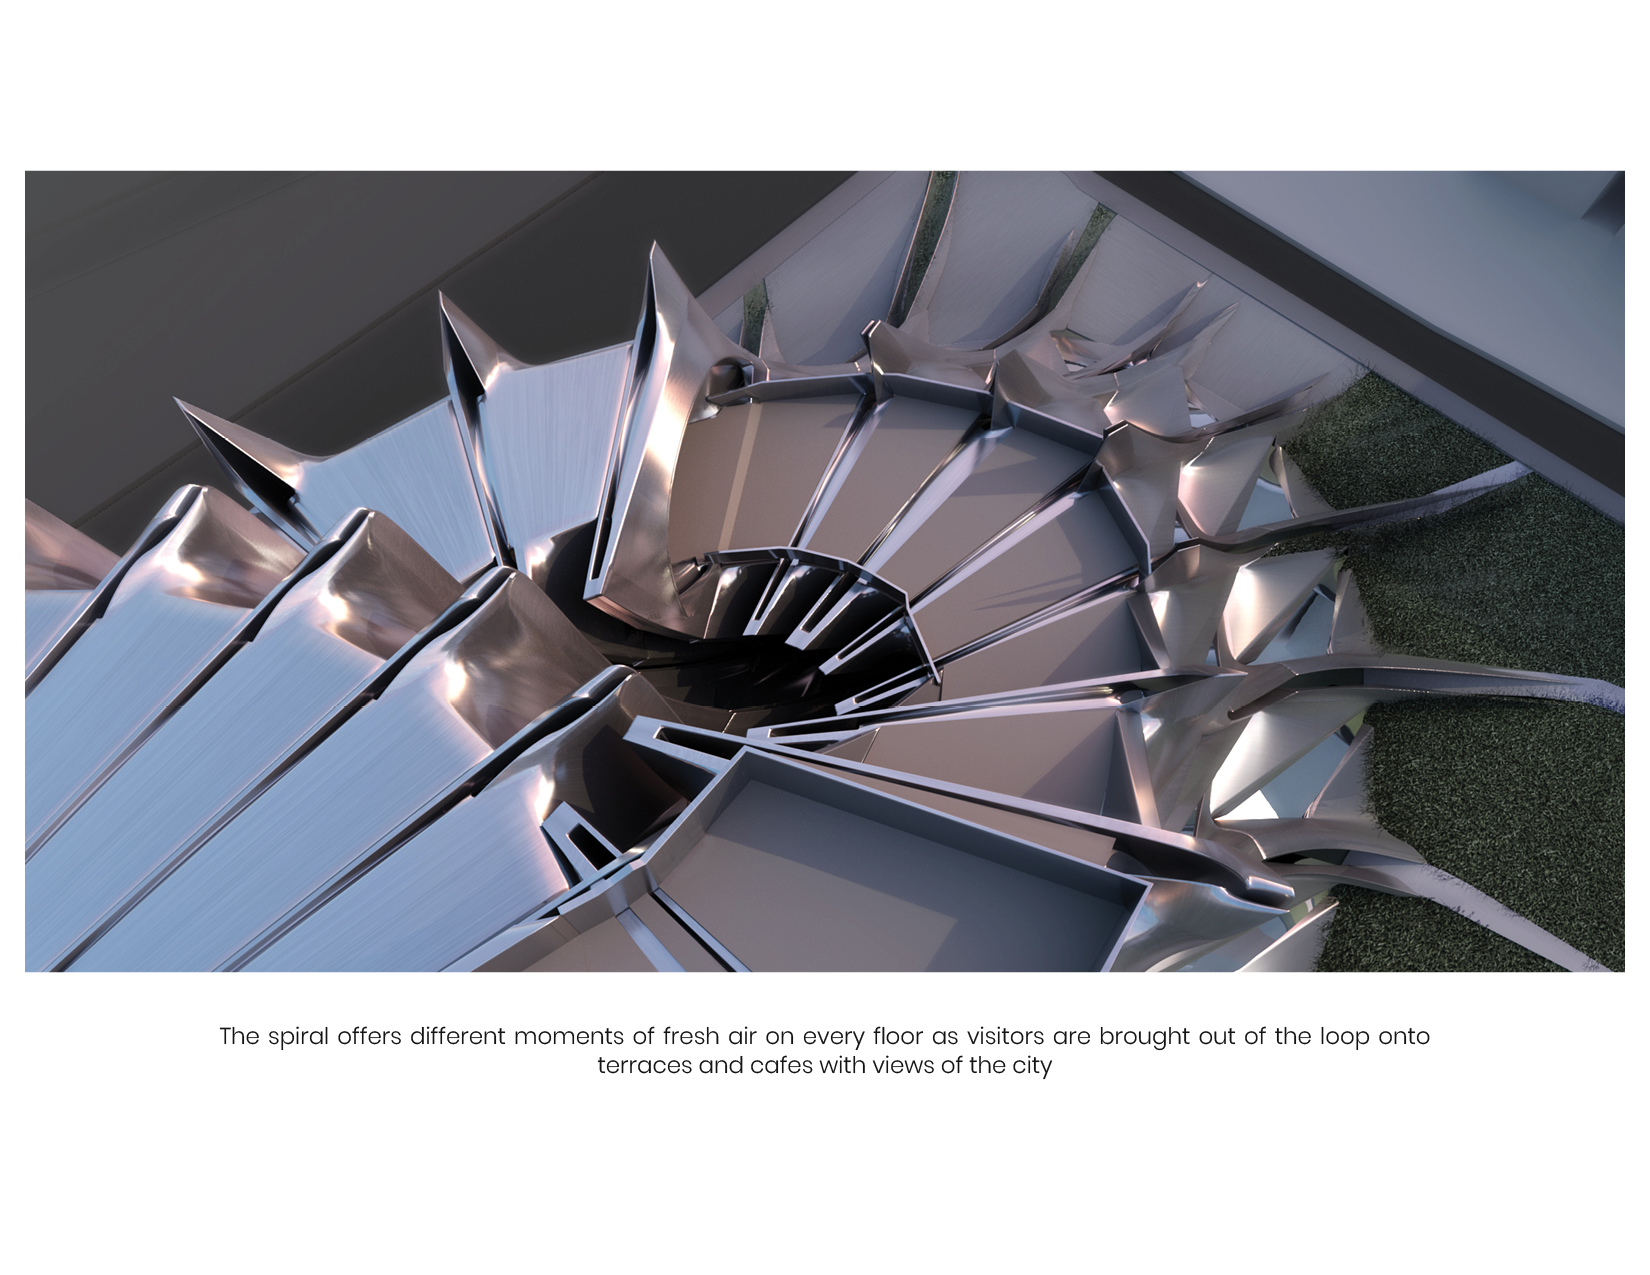 The spiral offers different moments of fresh air on every floor as visitors are brought out of the loop onto
terraces and cafes with views of the city